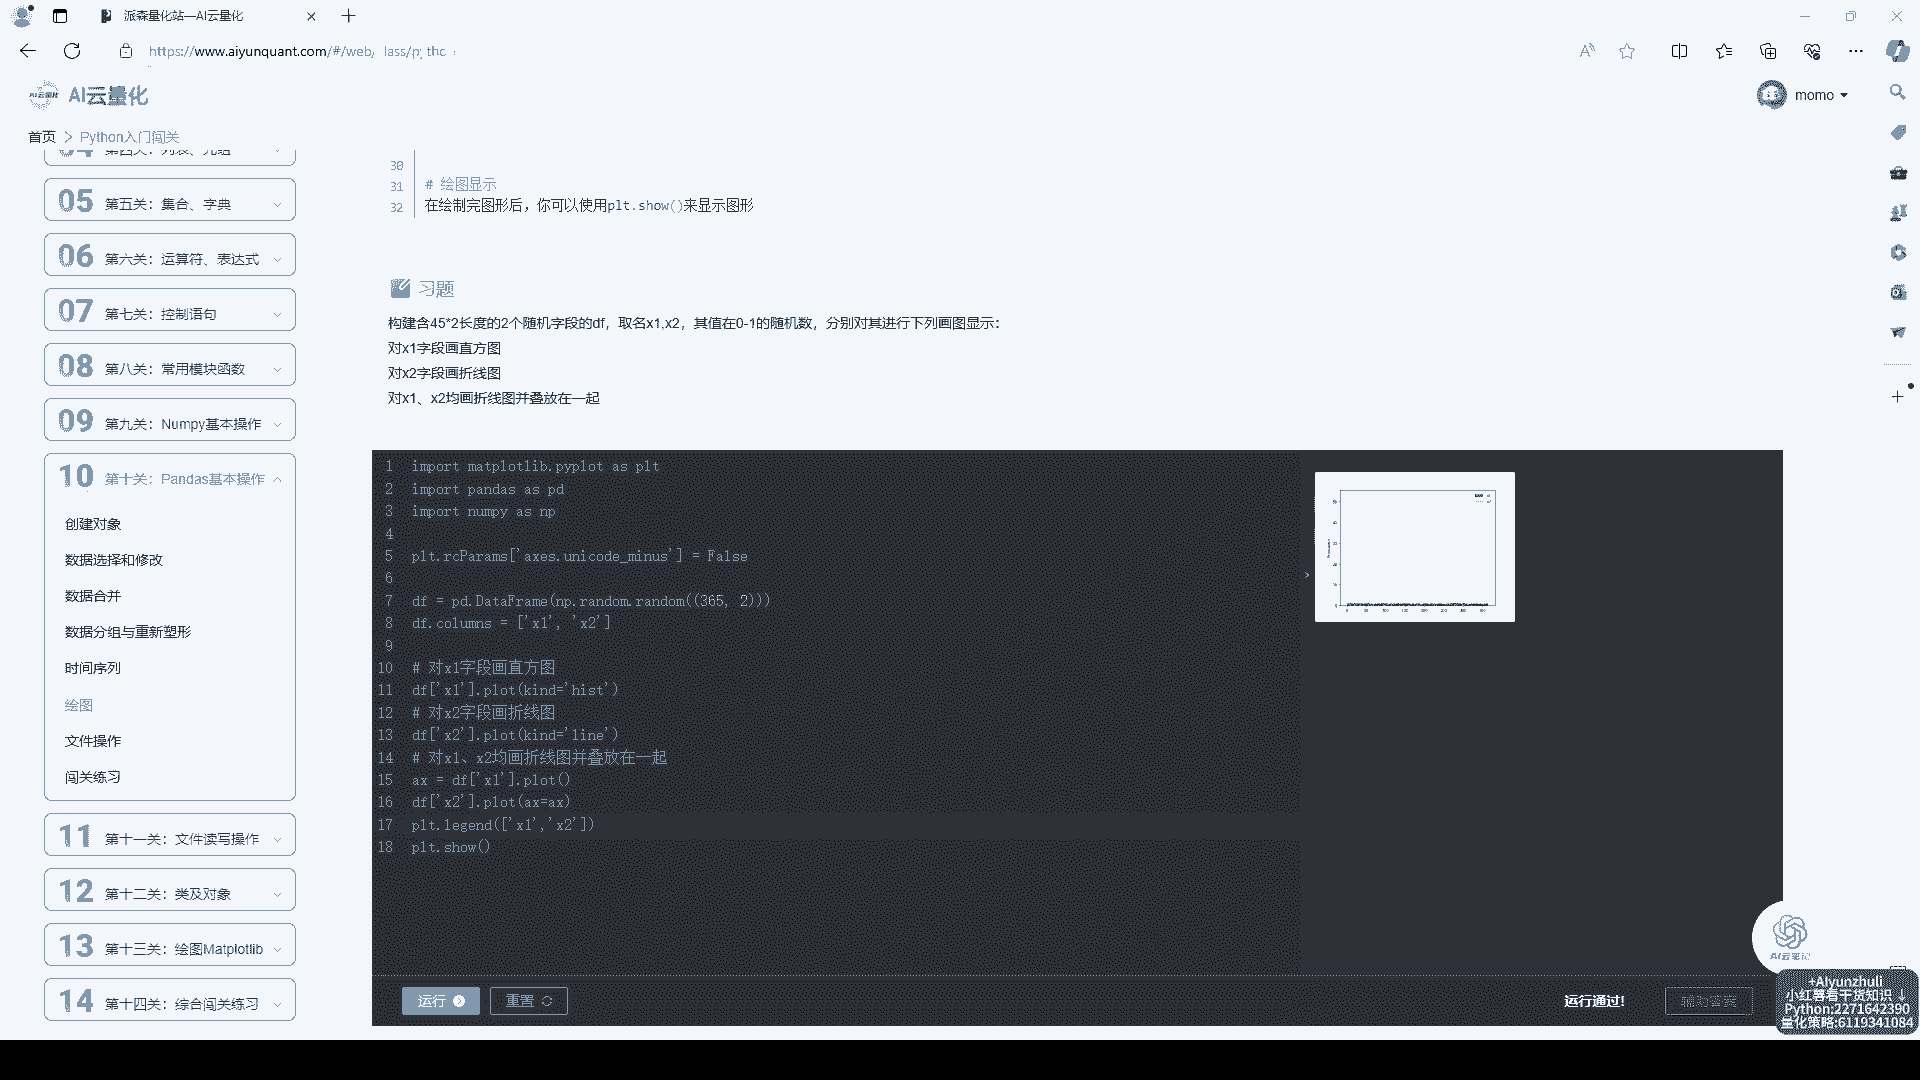 派森量化站—AI云量化
https://www.aiyunquant.com/#/web/
AI云量化
momo
首页 > Python入门闯关
05 第五关：集合、字典
06 第六关：运算符、表达式
07 第七关：控制语句
08 第八关：常用模块函数
09 第九关：Numpy基本操作
10 第十关：Pandas基本操作
创建对象
数据选择和修改
数据合并
数据分组与重新塑形
时间序列
绘图
文件操作
闯关练习
11 第十一关：文件读写操作
12 第十二关：类及对象
13 第十三关：绘图Matplotlib
14 第十四关：综合闯关练习
30
31 # 绘图显示
32 在绘制完图形后，你可以使用plt.show()来显示图形
习题
构建含45*2长度的2个随机字段的df，取名x1,x2，其值在0-1的随机数，分别对其进行下列画图显示：
对x1字段画直方图
对x2字段画折线图
对x1、x2均画折线图并叠放在一起
1 import matplotlib.pyplot as plt
2 import pandas as pd
3 import numpy as np
4
5 plt.rcParams['axes.unicode_minus'] = False
6
7 df = pd.DataFrame(np.random.random((365, 2)))
8 df.columns = ['x1', 'x2']
9
10 # 对x1字段画直方图
11 df['x1'].plot(kind='hist')
12 # 对x2字段画折线图
13 df['x2'].plot(kind='line')
14 # 对x1、x2均画折线图并叠放在一起
15 ax = df['x1'].plot()
16 df['x2'].plot(ax=ax)
17 plt.legend(['x1','x2'])
18 plt.show()
运行
重置
运行通过!
辅助答案
AI云笔记
+AIyunzhuli
小红薯看干货知识 ↓
Python:2271642390
量化策略:6119341084